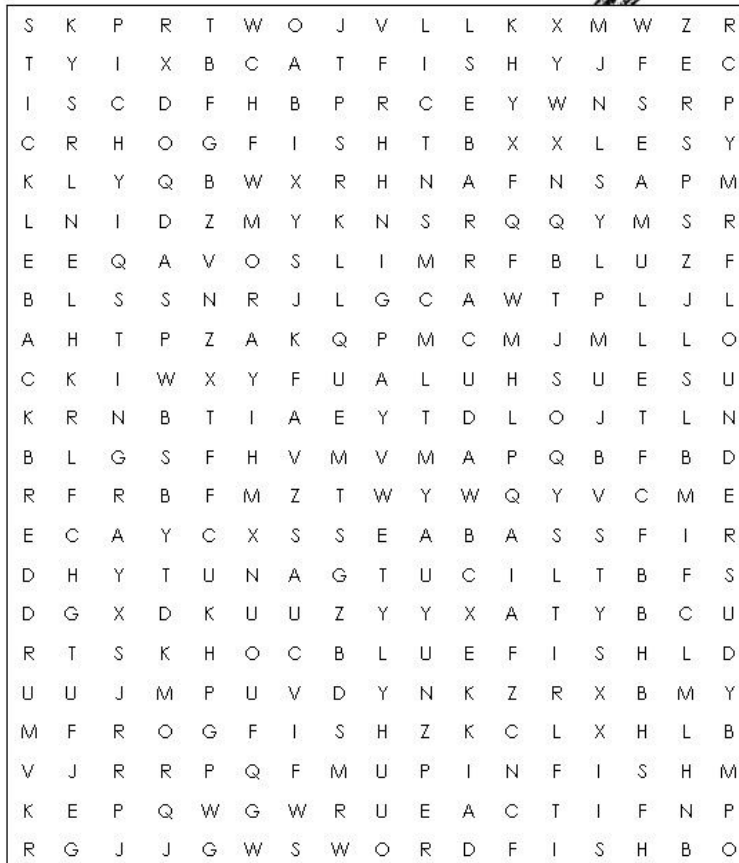 S K P R T W O J V L L K X M W Z R
T Y I X B C A T F I S H Y J F E C
I S C D F H B P R C E Y W N S R P
C R H O G F I S H T B X X L E S Y
K L Y Q B W X R H N A F N S A P M
L N I D Z M Y K N S R Q Q Y M S R
E E Q A V O S L I M R F B L U Z F
B L S S N R J L G C A W T P L J L
A H T P Z A K Q P M C M J M L L O
C K I W X Y F U A L U H S U E S U
K R N B T I A E Y T D L O J T L N
B L G S F H V M V M A P Q B F B D
R F R B F M Z T W Y W Q Y V C M E
E C A Y C X S S E A B A S S F I R
D H Y T U N A G T U C I L T B F S
D G X D K U U Z Y Y X A T Y B C U
R T S K H O C B L U E F I S H L D
U U J M P U V D Y N K Z R X B M Y
M F R O G F I S H Z K C L X H L B
V J R R P Q F M U P I N F I S H M
K E P Q W G W R U E A C T I F N P
R G J J G W S W O R D F I S H B O